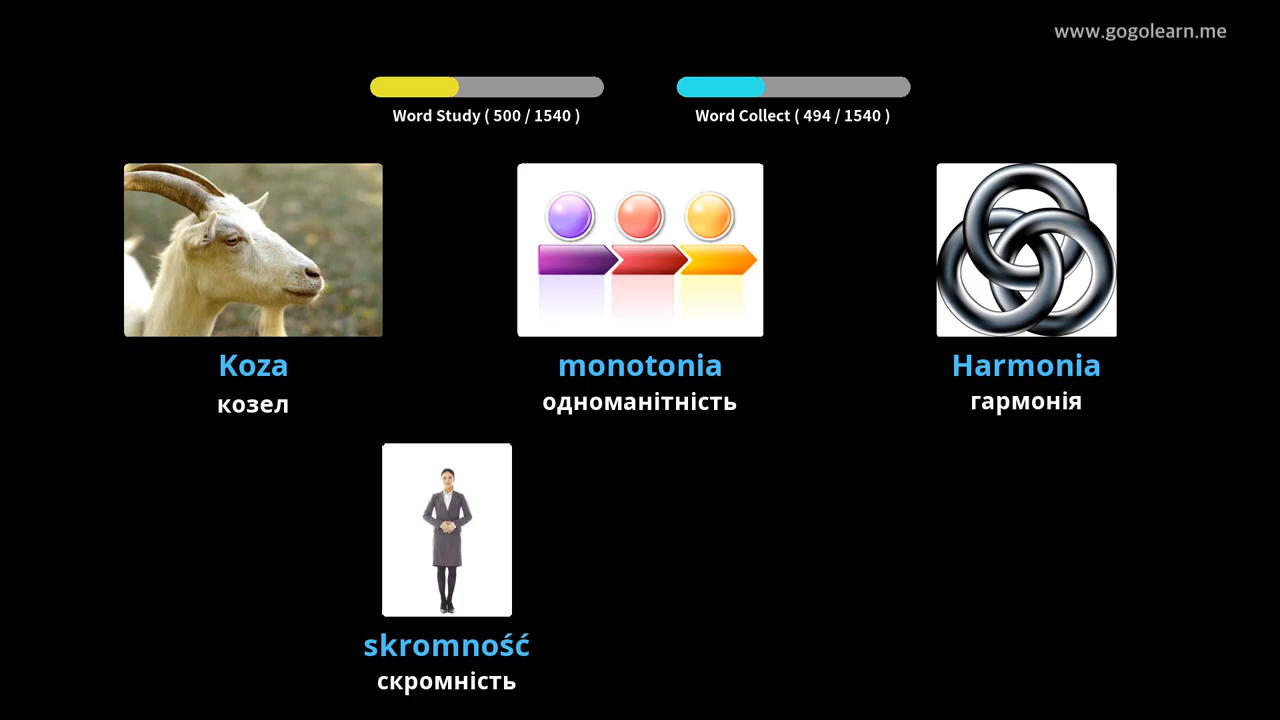 www.gogolearn.me
Word Study ( 500 / 1540 )
Word Collect ( 494 / 1540 )
Koza
monotonia
Harmonia
козел
одноманітність
гармонія
skromność
скромність